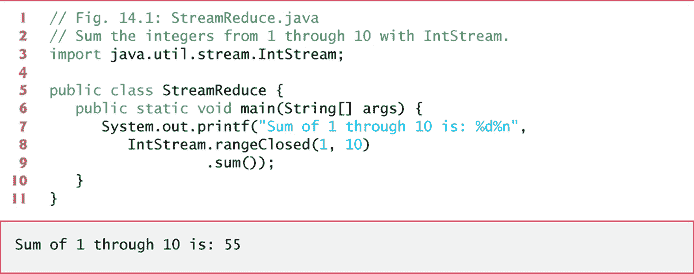 1 // Fig. 14.1: StreamReduce.java
2 // Sum the integers from 1 through 10 with IntStream.
3 import java.util.stream.IntStream;
4
5 public class StreamReduce {
6    public static void main(String[] args) {
7       System.out.printf("Sum of 1 through 10 is: %d%n",
8          IntStream.rangeClosed(1, 10)
9                   .sum());
10    }
11 }
Sum of 1 through 10 is: 55